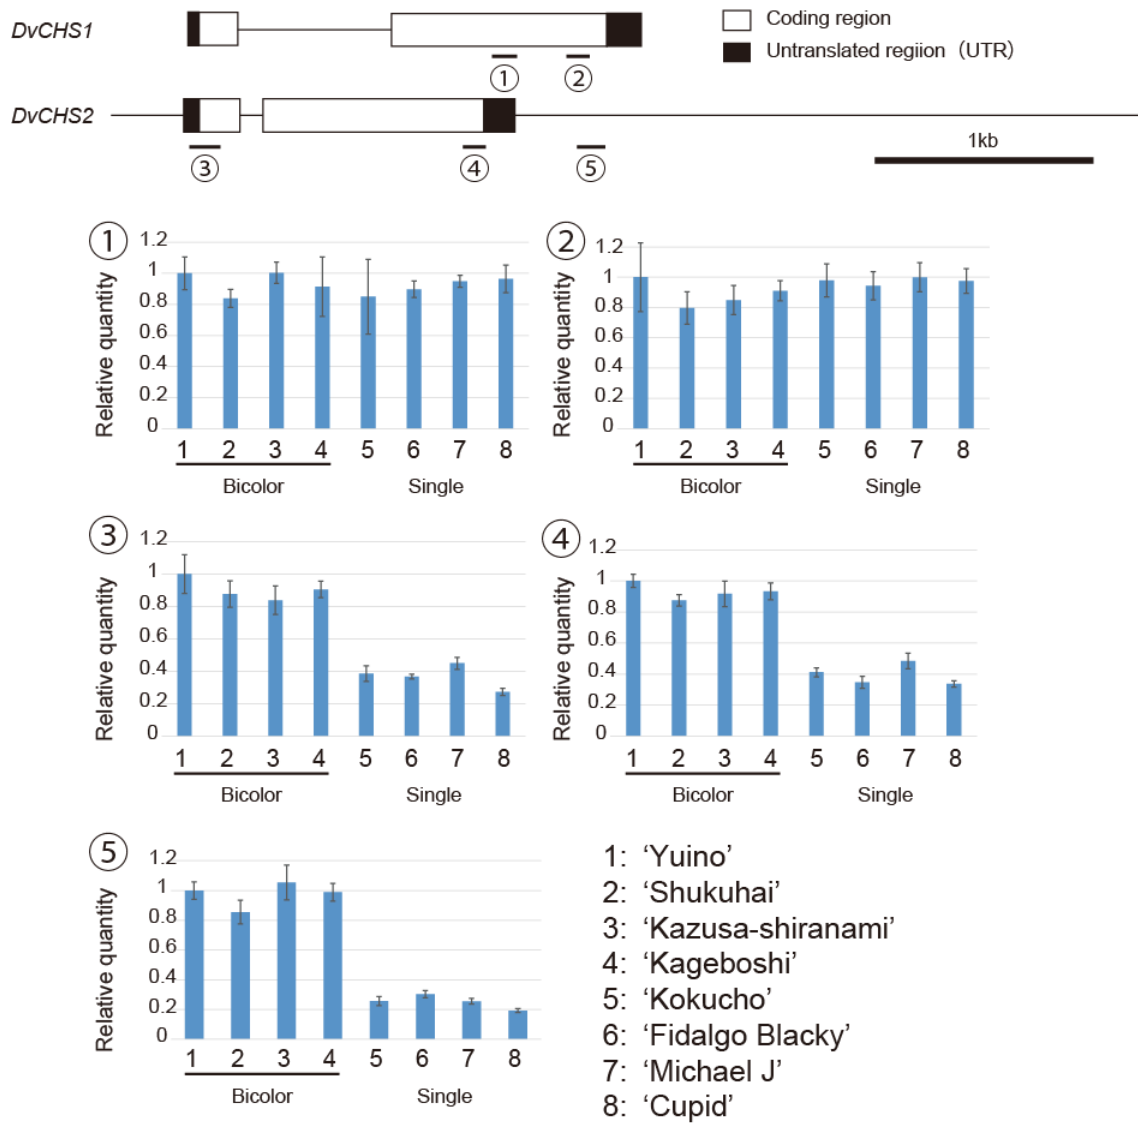 DvCHS1
Coding region
Untranslated regiion (UTR)
① ②
DvCHS2
1kb
③ ④ ⑤
①
Relative quantity
1.2
1
0.8
0.6
0.4
0.2
0
1 2 3 4 5 6 7 8
Bicolor Single
②
Relative quantity
1.2
1
0.8
0.6
0.4
0.2
0
1 2 3 4 5 6 7 8
Bicolor Single
③
Relative quantity
1.2
1
0.8
0.6
0.4
0.2
0
1 2 3 4 5 6 7 8
Bicolor Single
④
Relative quantity
1.2
1
0.8
0.6
0.4
0.2
0
1 2 3 4 5 6 7 8
Bicolor Single
⑤
Relative quantity
1.2
1
0.8
0.6
0.4
0.2
0
1 2 3 4 5 6 7 8
Bicolor Single
1: ‘Yuino’
2: ‘Shukuhai’
3: ‘Kazusa-shiranami’
4: ‘Kageboshi’
5: ‘Kokucho’
6: ‘Fidalgo Blacky’
7: ‘Michael J’
8: ‘Cupid’